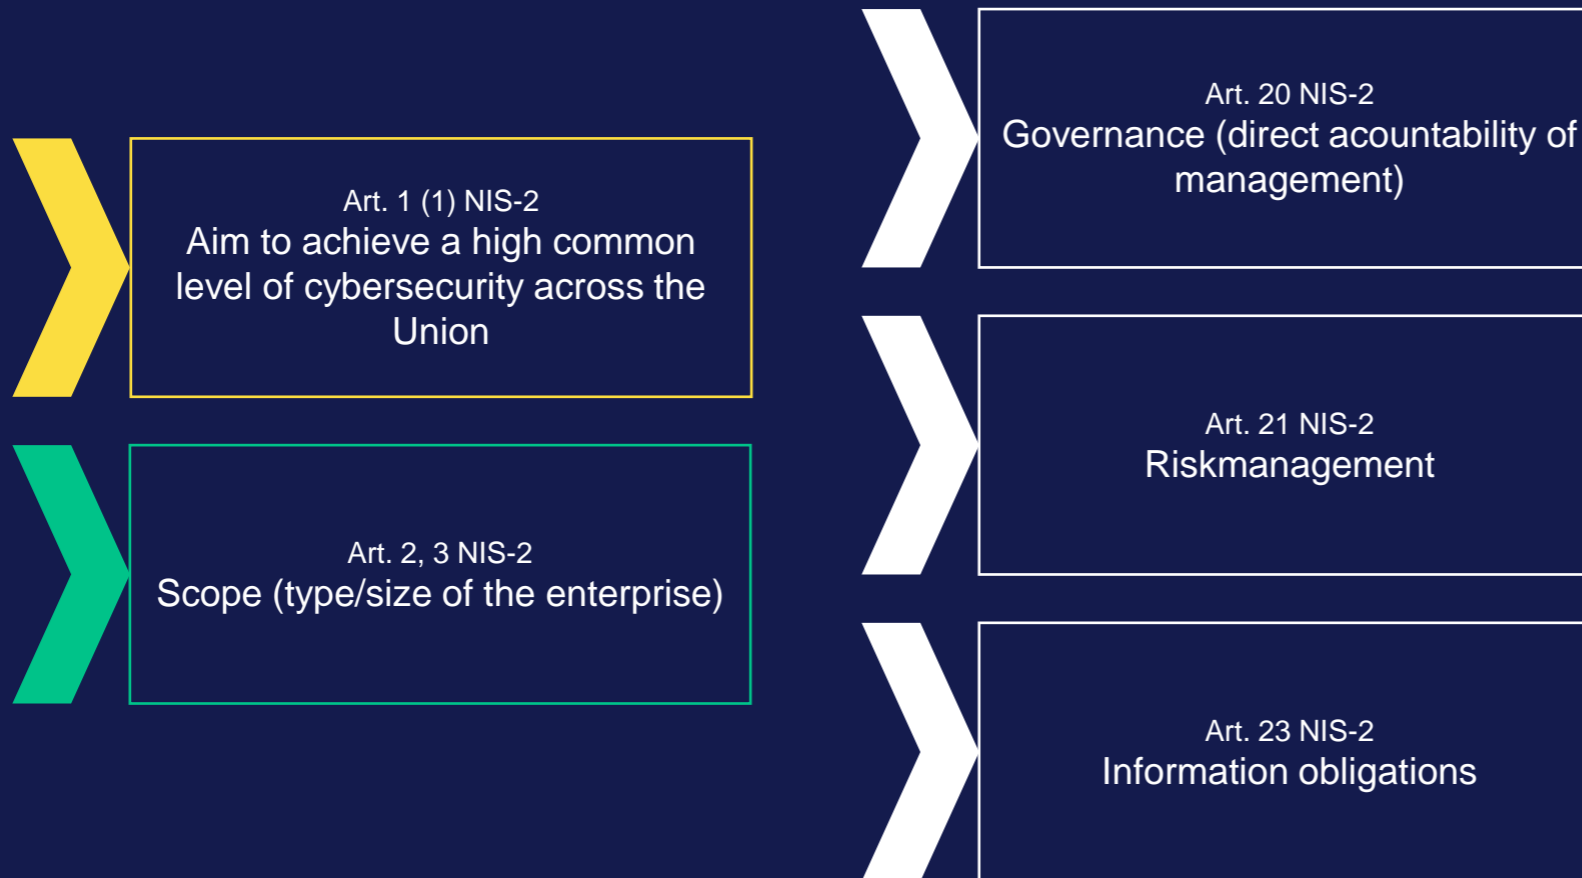 Art. 1 (1) NIS-2
Aim to achieve a high common
level of cybersecurity across the
Union
Art. 2, 3 NIS-2
Scope (type/size of the enterprise)
Art. 20 NIS-2
Governance (direct acountability of
management)
Art. 21 NIS-2
Riskmanagement
Art. 23 NIS-2
Information obligations